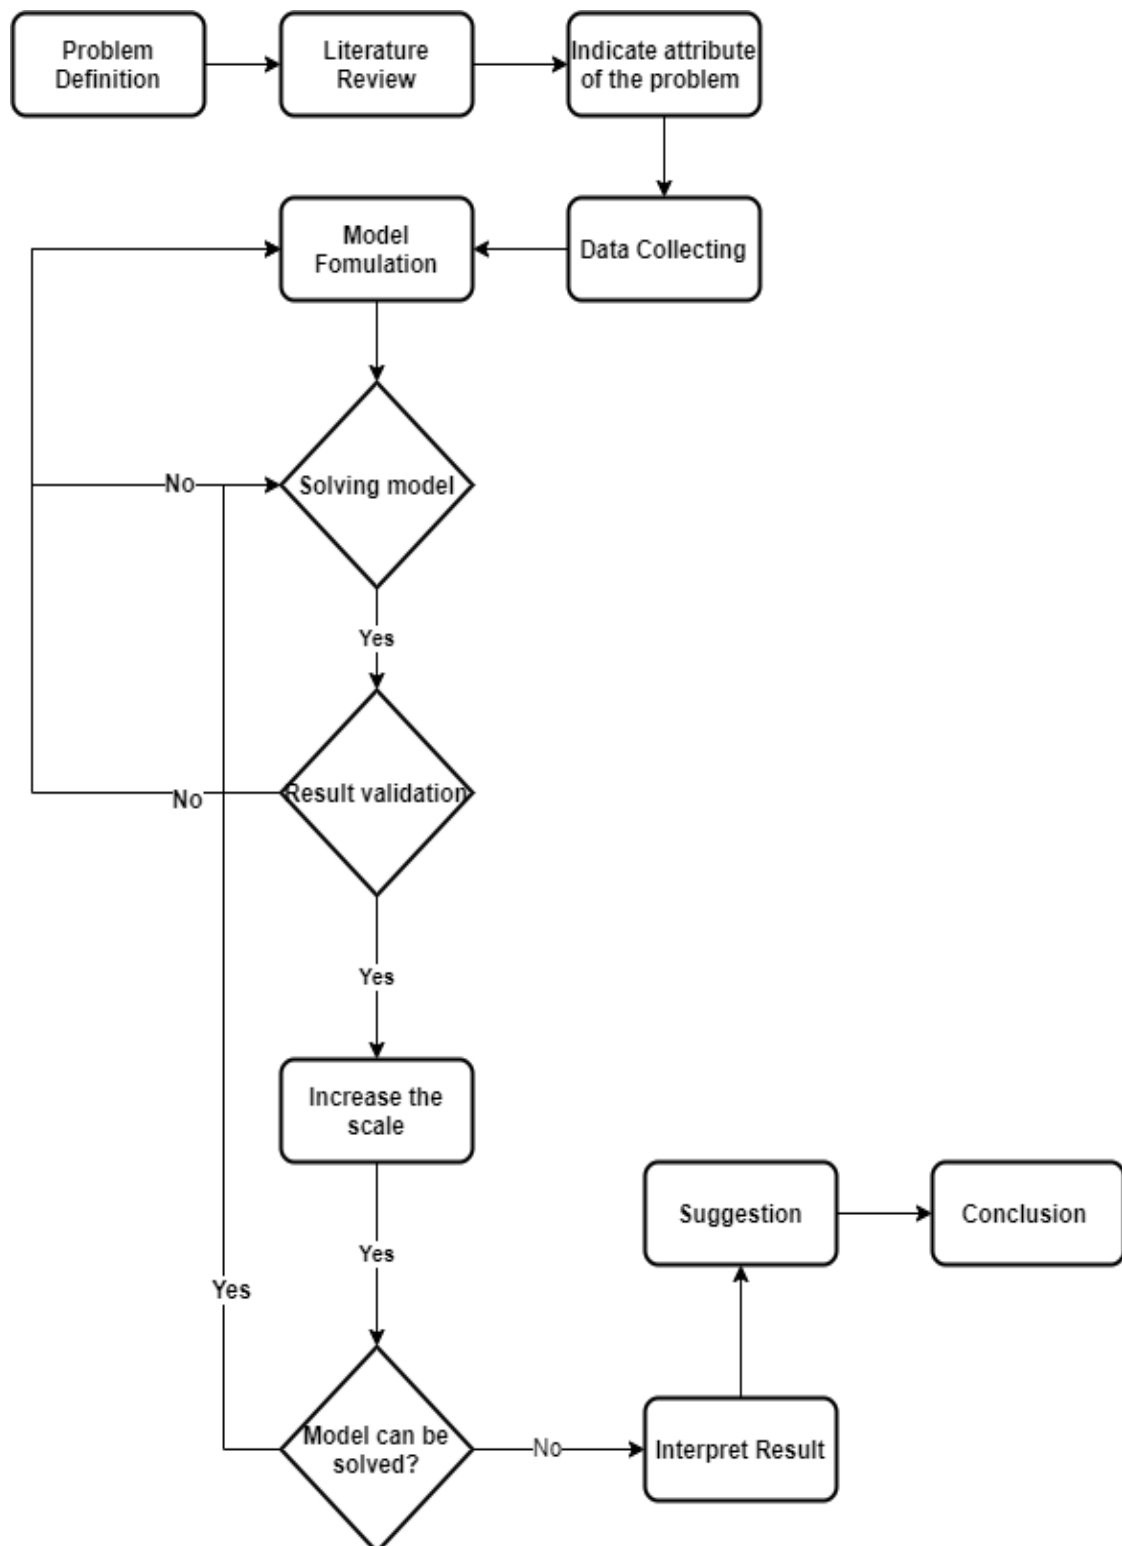 Problem
Definition
Literature
Review
Indicate attribute
of the problem
Model
Fomulation
Data Collecting
No
Solving model
Yes
No
Result validation
Yes
Increase the
scale
Yes
Yes
Suggestion
Conclusion
Model can be
solved?
No
Interpret Result